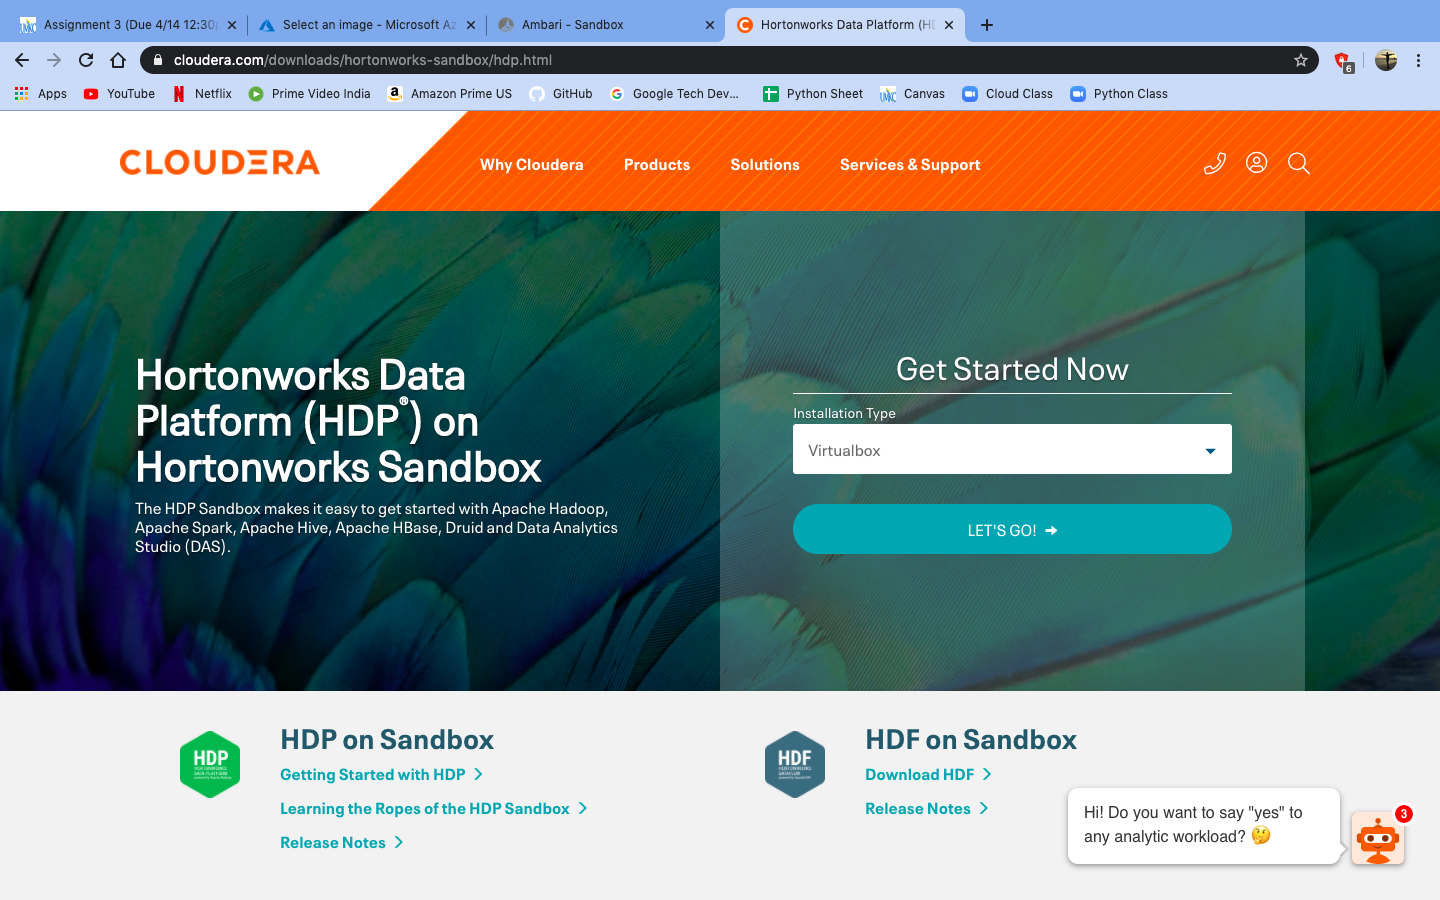 Assignment 3 (Due 4/14 12:30p
Select an image - Microsoft Az
Ambari - Sandbox
Hortonworks Data Platform (HD
cloudera.com/downloads/hortonworks-sandbox/hdp.html
6
Apps
YouTube
Netflix
Prime Video India
Amazon Prime US
GitHub
Google Tech Dev...
Python Sheet
Canvas
Cloud Class
Python Class
CLOUDERA
Why Cloudera
Products
Solutions
Services & Support
Hortonworks Data
Platform (HDP®) on
Hortonworks Sandbox
The HDP Sandbox makes it easy to get started with Apache Hadoop,
Apache Spark, Apache Hive, Apache HBase, Druid and Data Analytics
Studio (DAS).
Get Started Now
Installation Type
Virtualbox
LET'S GO!
HDP
HDP on Sandbox
Getting Started with HDP
Learning the Ropes of the HDP Sandbox
Release Notes
HDF
HDF on Sandbox
Download HDF
Release Notes
Hi! Do you want to say "yes" to
any analytic workload? 🤔
3